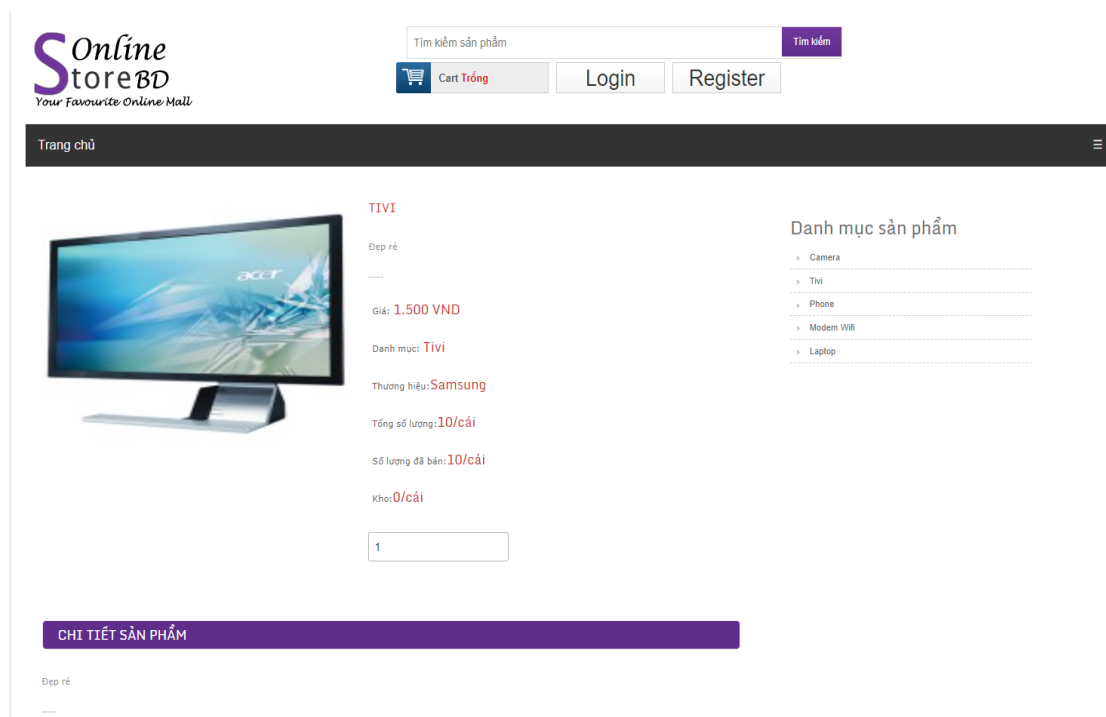 Online
Store BD
Your Favourite Online Mall
Tìm kiếm sản phẩm
Tìm kiếm
Cart Trống
Login
Register
Trang chủ
☰
acer
TIVI
Đẹp rẻ
.....
Giá: 1.500 VND
Danh mục: Tivi
Thương hiệu:Samsung
Tổng số lượng:10/cái
Số lượng đã bán:10/cái
Kho:0/cái
1
Danh mục sản phẩm
› Camera
› Tivi
› Phone
› Modem Wifi
› Laptop
CHI TIẾT SẢN PHẨM
Đẹp rẻ
.....